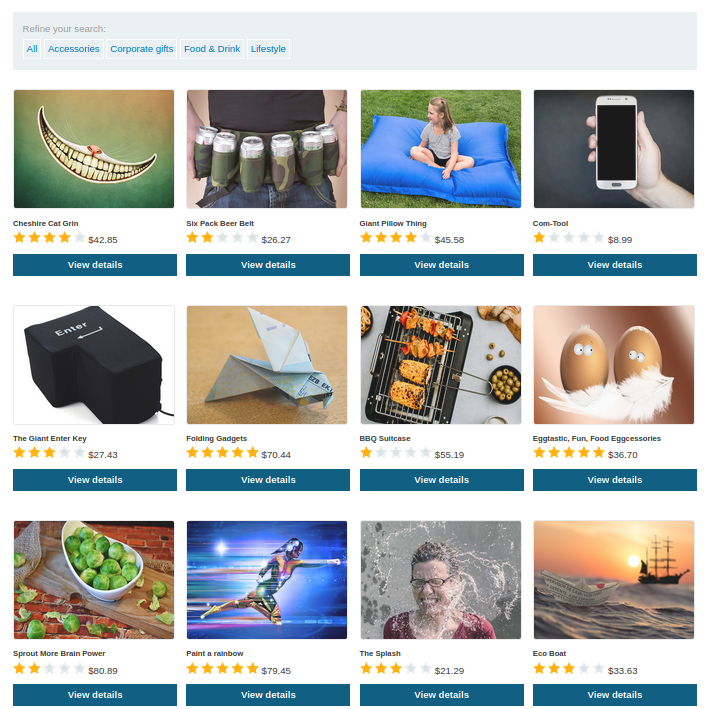 Refine your search:
All Accessories Corporate gifts Food & Drink Lifestyle
Cheshire Cat Grin
$42.85
View details
Six Pack Beer Belt
$26.27
View details
Giant Pillow Thing
$45.58
View details
Com-Tool
$8.99
View details
Enter
The Giant Enter Key
$27.43
View details
Folding Gadgets
$70.44
View details
BBQ Suitcase
$55.19
View details
Eggtastic, Fun, Food Eggcessories
$36.70
View details
Sprout More Brain Power
$80.89
View details
Paint a rainbow
$79.45
View details
The Splash
$21.29
View details
Eco Boat
$33.63
View details